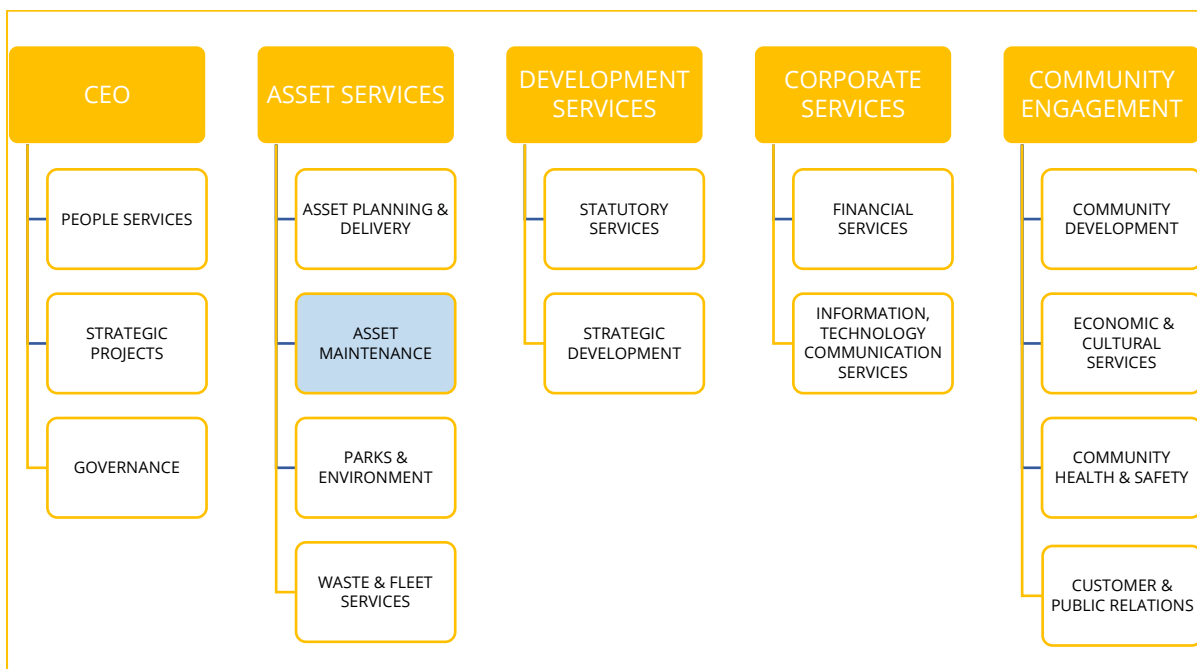 CEO
PEOPLE SERVICES
STRATEGIC
PROJECTS
GOVERNANCE
ASSET SERVICES
ASSET PLANNING &
DELIVERY
ASSET
MAINTENANCE
PARKS &
ENVIRONMENT
WASTE & FLEET
SERVICES
DEVELOPMENT
SERVICES
STATUTORY
SERVICES
STRATEGIC
DEVELOPMENT
CORPORATE
SERVICES
FINANCIAL
SERVICES
INFORMATION,
TECHNOLOGY
COMMUNICATION
SERVICES
COMMUNITY
ENGAGEMENT
COMMUNITY
DEVELOPMENT
ECONOMIC &
CULTURAL
SERVICES
COMMUNITY
HEALTH & SAFETY
CUSTOMER &
PUBLIC RELATIONS